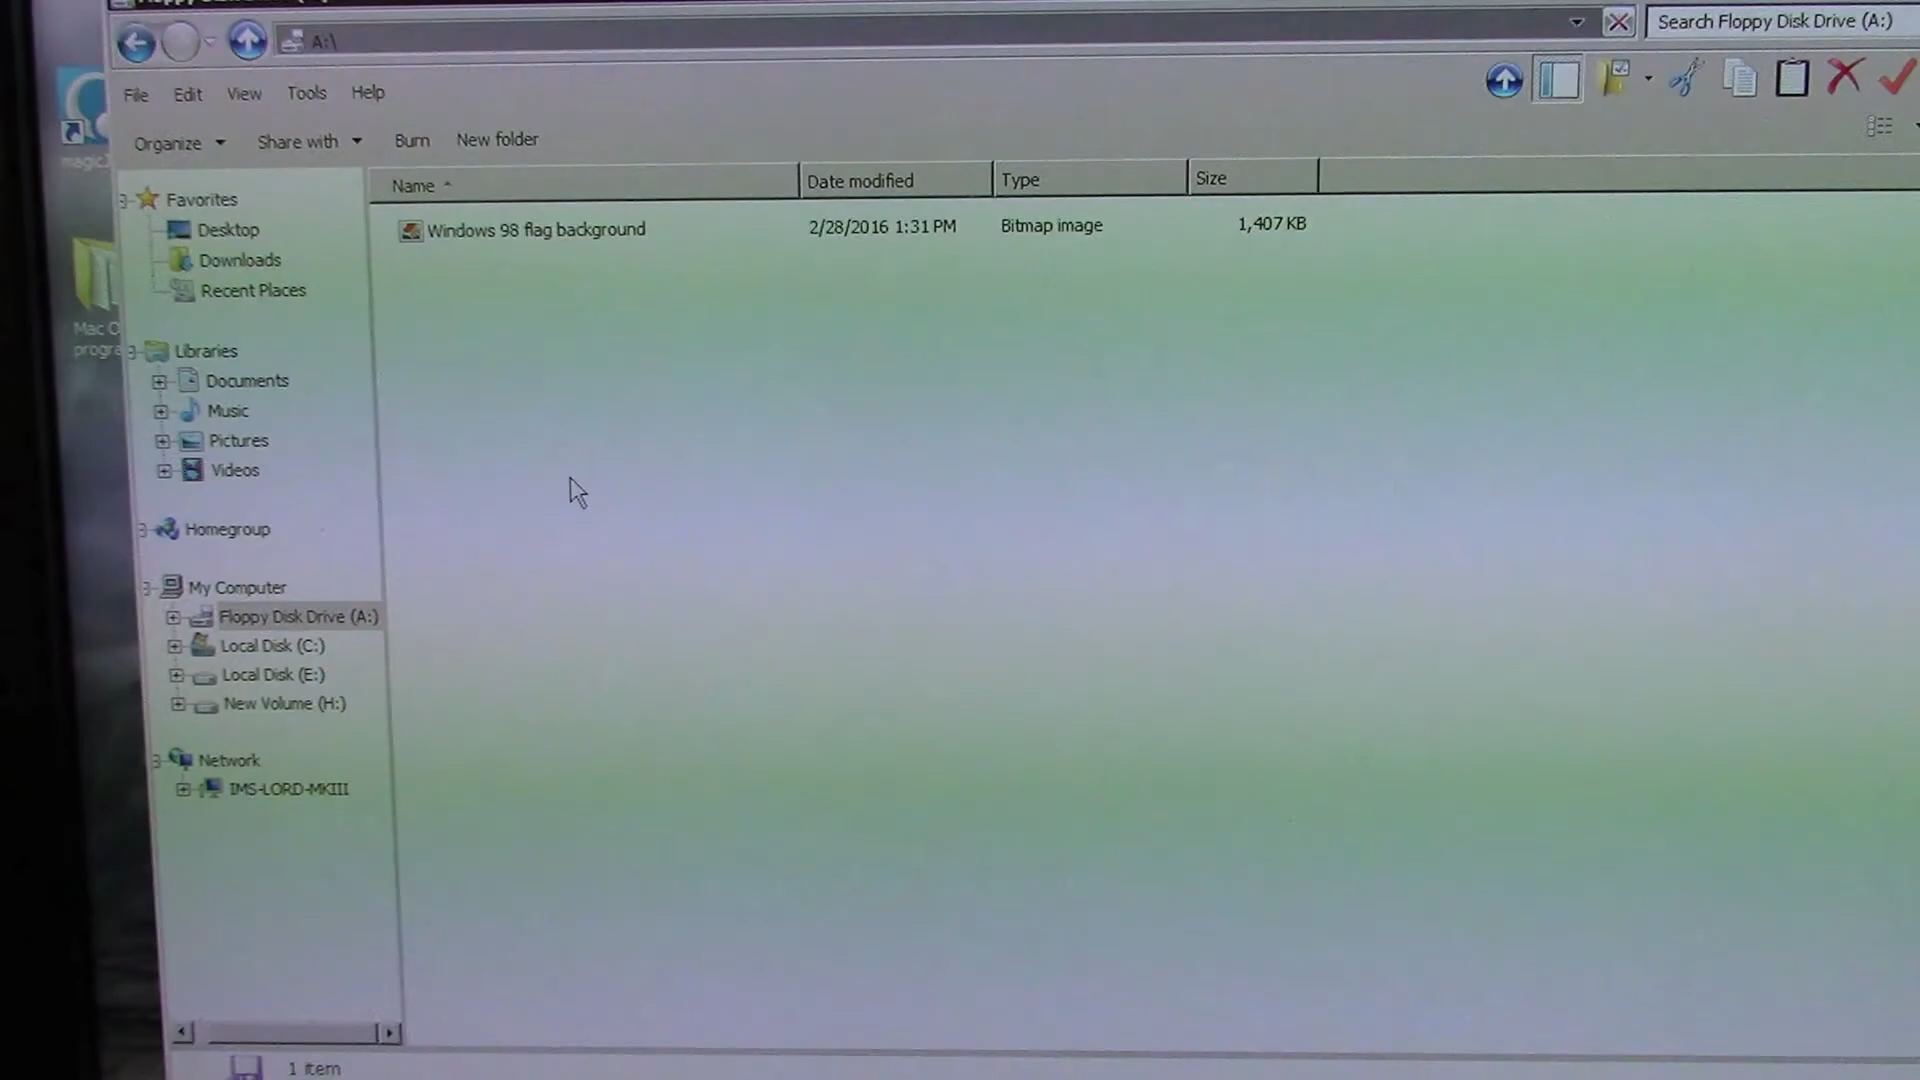 A:\
Search Floppy Disk Drive (A:)
File Edit View Tools Help
Organize Share with Burn New folder
Name Date modified Type Size
Windows 98 flag background 2/28/2016 1:31 PM Bitmap image 1,407 KB
Favorites
Desktop
Downloads
Recent Places
Libraries
Documents
Music
Pictures
Videos
Homegroup
My Computer
Floppy Disk Drive (A:)
Local Disk (C:)
Local Disk (E:)
New Volume (H:)
Network
IMS-LORD-MKIII
1 item
Mac O
progra